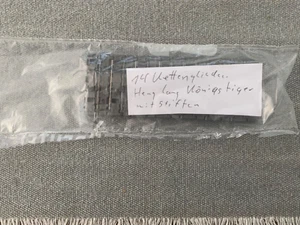 14 Kettenglieder
Heng Long Königstiger
mit Stiften